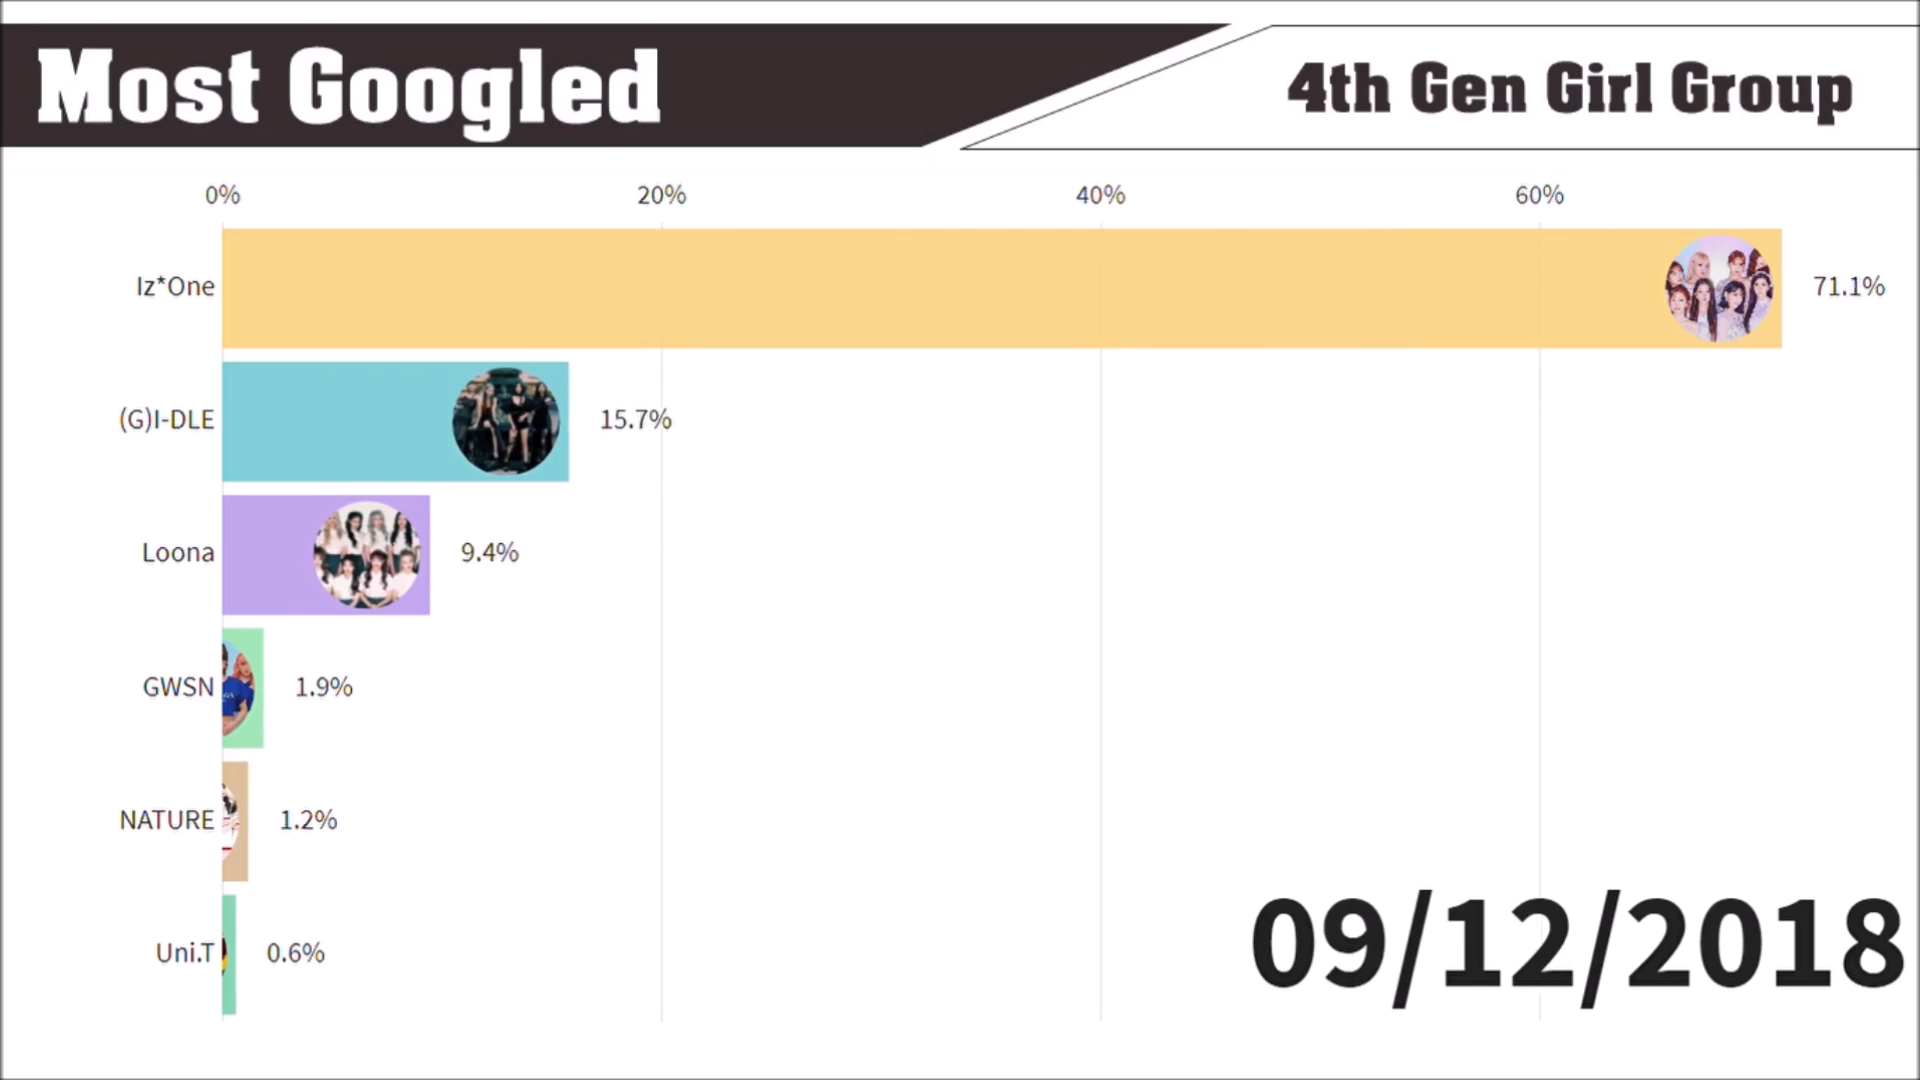 Most Googled
4th Gen Girl Group
0% 20% 40% 60%
Iz*One 71.1%
(G)I-DLE 15.7%
Loona 9.4%
GWSN 1.9%
NATURE 1.2%
Uni.T 0.6%
09/12/2018